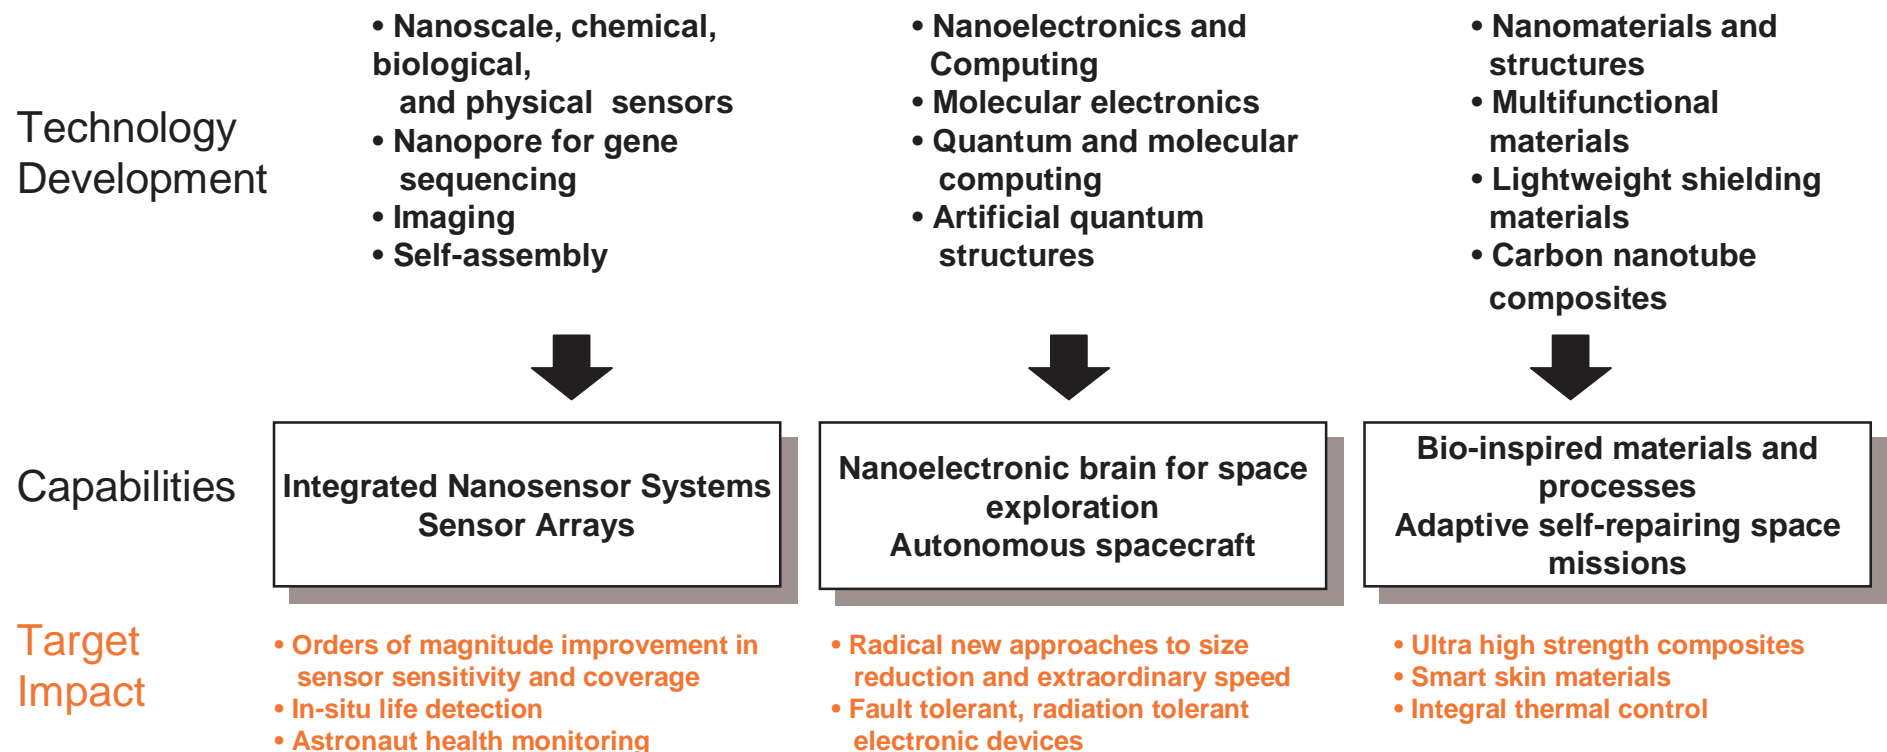 Technology
Development
• Nanoscale, chemical,
biological,
and physical sensors
• Nanopore for gene
sequencing
• Imaging
• Self-assembly
• Nanoelectronics and
Computing
• Molecular electronics
• Quantum and molecular
computing
• Artificial quantum
structures
• Nanomaterials and
structures
• Multifunctional
materials
• Lightweight shielding
materials
• Carbon nanotube
composites
Capabilities
Integrated Nanosensor Systems
Sensor Arrays
Nanoelectronic brain for space
exploration
Autonomous spacecraft
Bio-inspired materials and
processes
Adaptive self-repairing space
missions
Target
Impact
• Orders of magnitude improvement in
sensor sensitivity and coverage
• In-situ life detection
• Astronaut health monitoring
• Radical new approaches to size
reduction and extraordinary speed
• Fault tolerant, radiation tolerant
electronic devices
• Ultra high strength composites
• Smart skin materials
• Integral thermal control